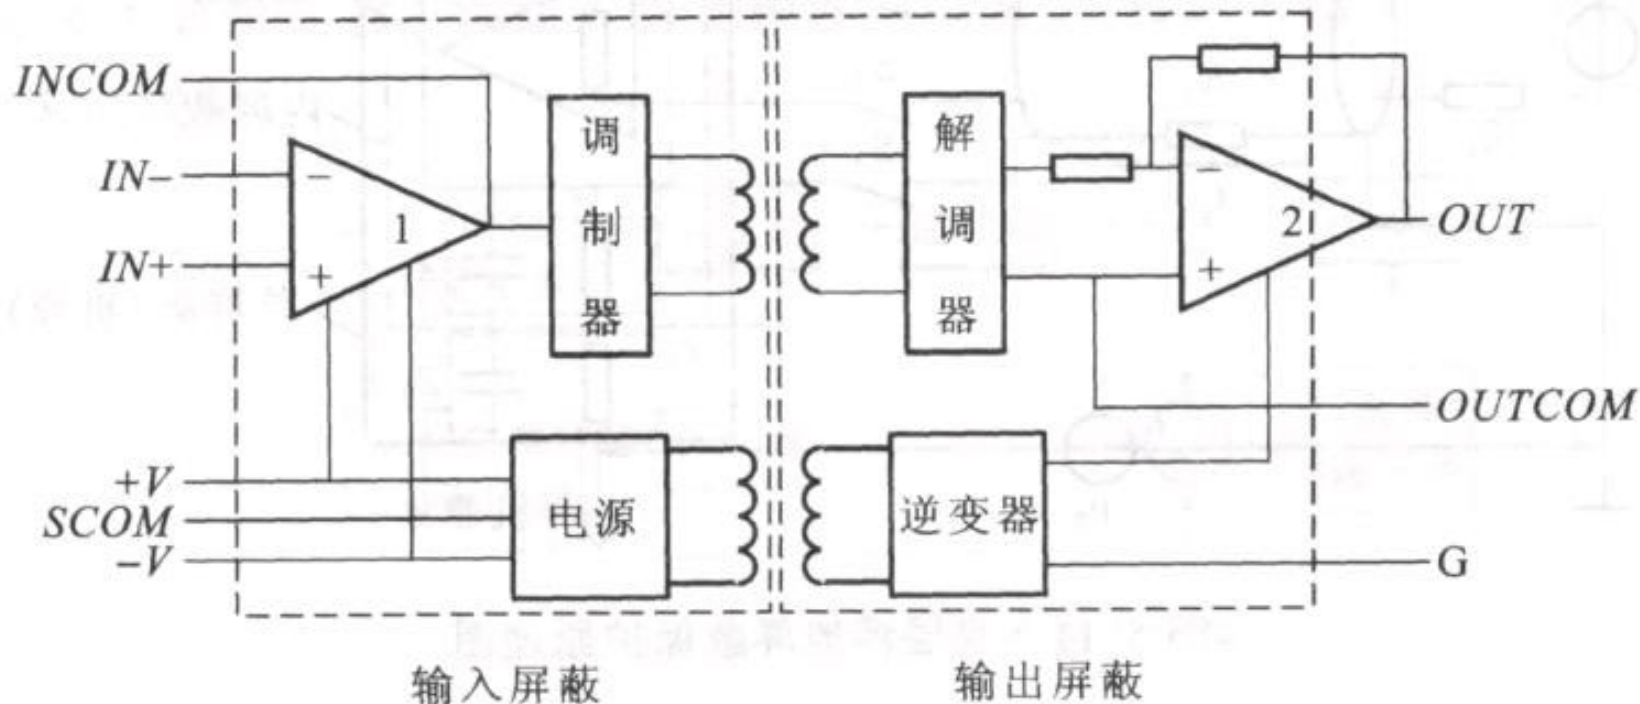 INCOM
IN–
IN+
−
+
1
调
制
器
解
调
器
−
+
2
OUT
OUTCOM
+V
SCOM
–V
电源
逆变器
G
输入屏蔽
输出屏蔽